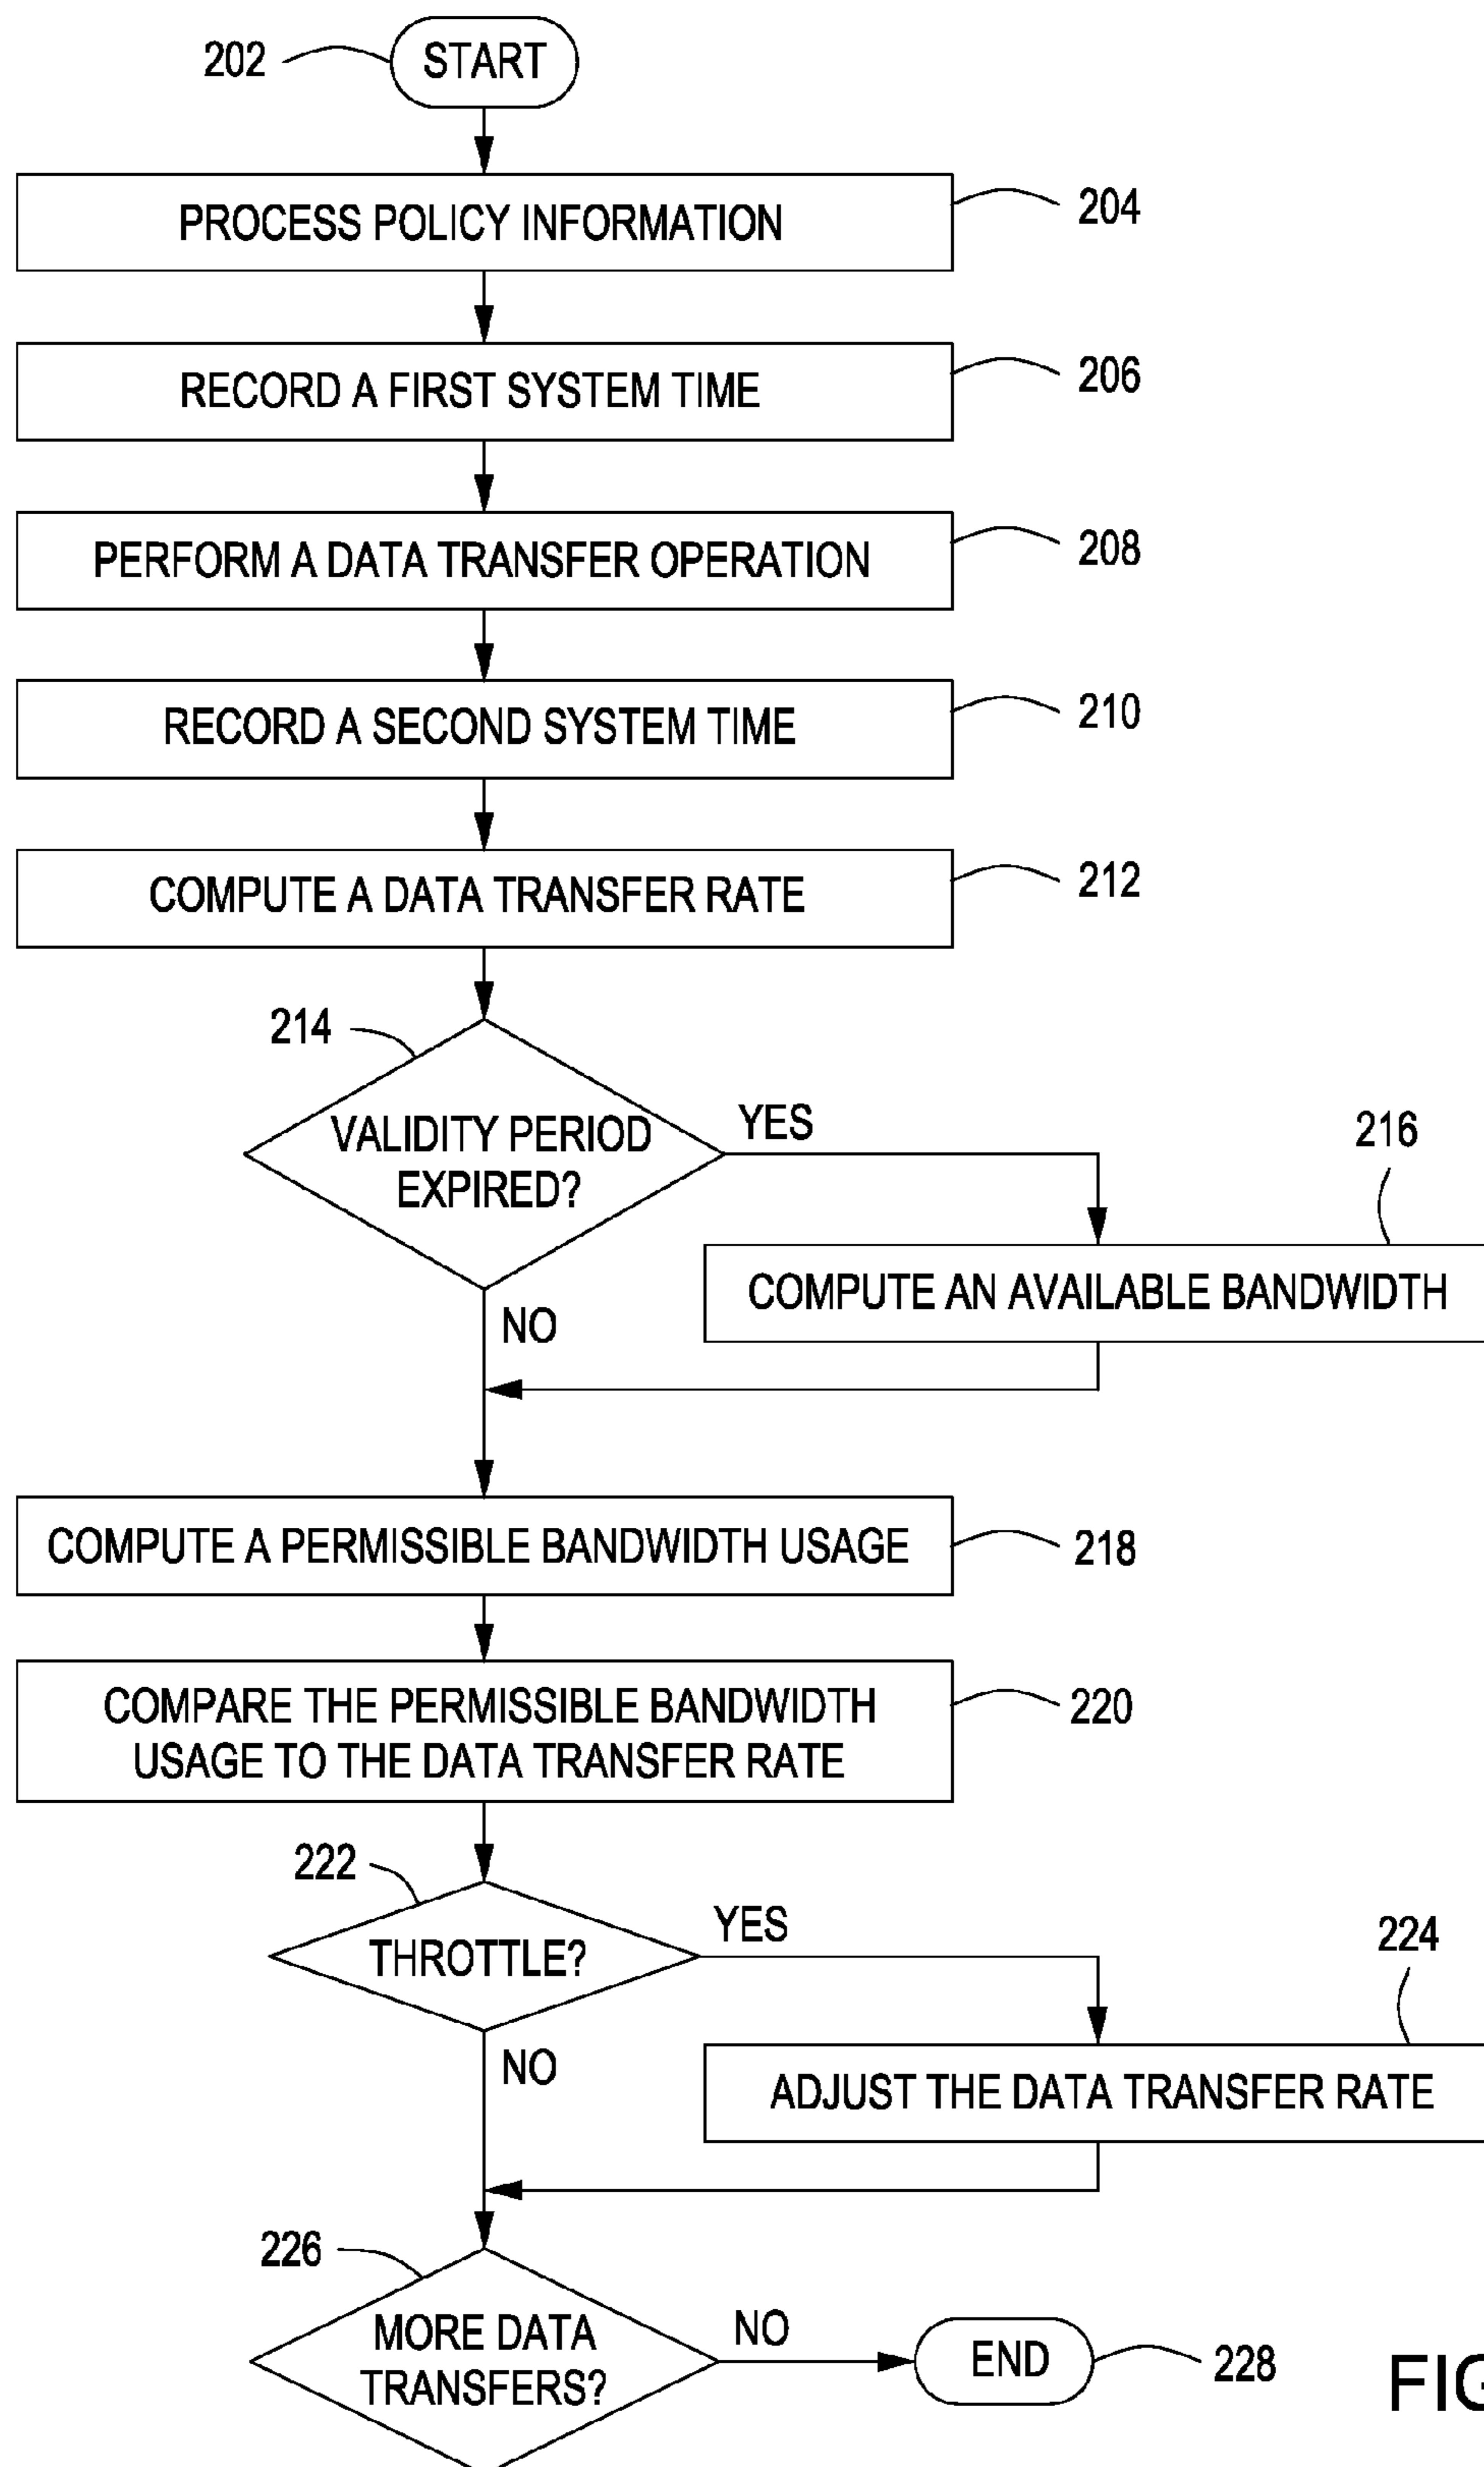 202
START
PROCESS POLICY INFORMATION
204
RECORD A FIRST SYSTEM TIME
206
PERFORM A DATA TRANSFER OPERATION
208
RECORD A SECOND SYSTEM TIME
210
COMPUTE A DATA TRANSFER RATE
212
214
VALIDITY PERIOD
EXPIRED?
YES
216
COMPUTE AN AVAILABLE BANDWIDTH
NO
COMPUTE A PERMISSIBLE BANDWIDTH USAGE
218
COMPARE THE PERMISSIBLE BANDWIDTH
USAGE TO THE DATA TRANSFER RATE
220
222
THROTTLE?
YES
224
ADJUST THE DATA TRANSFER RATE
NO
226
MORE DATA
TRANSFERS?
NO
END
228
FIG